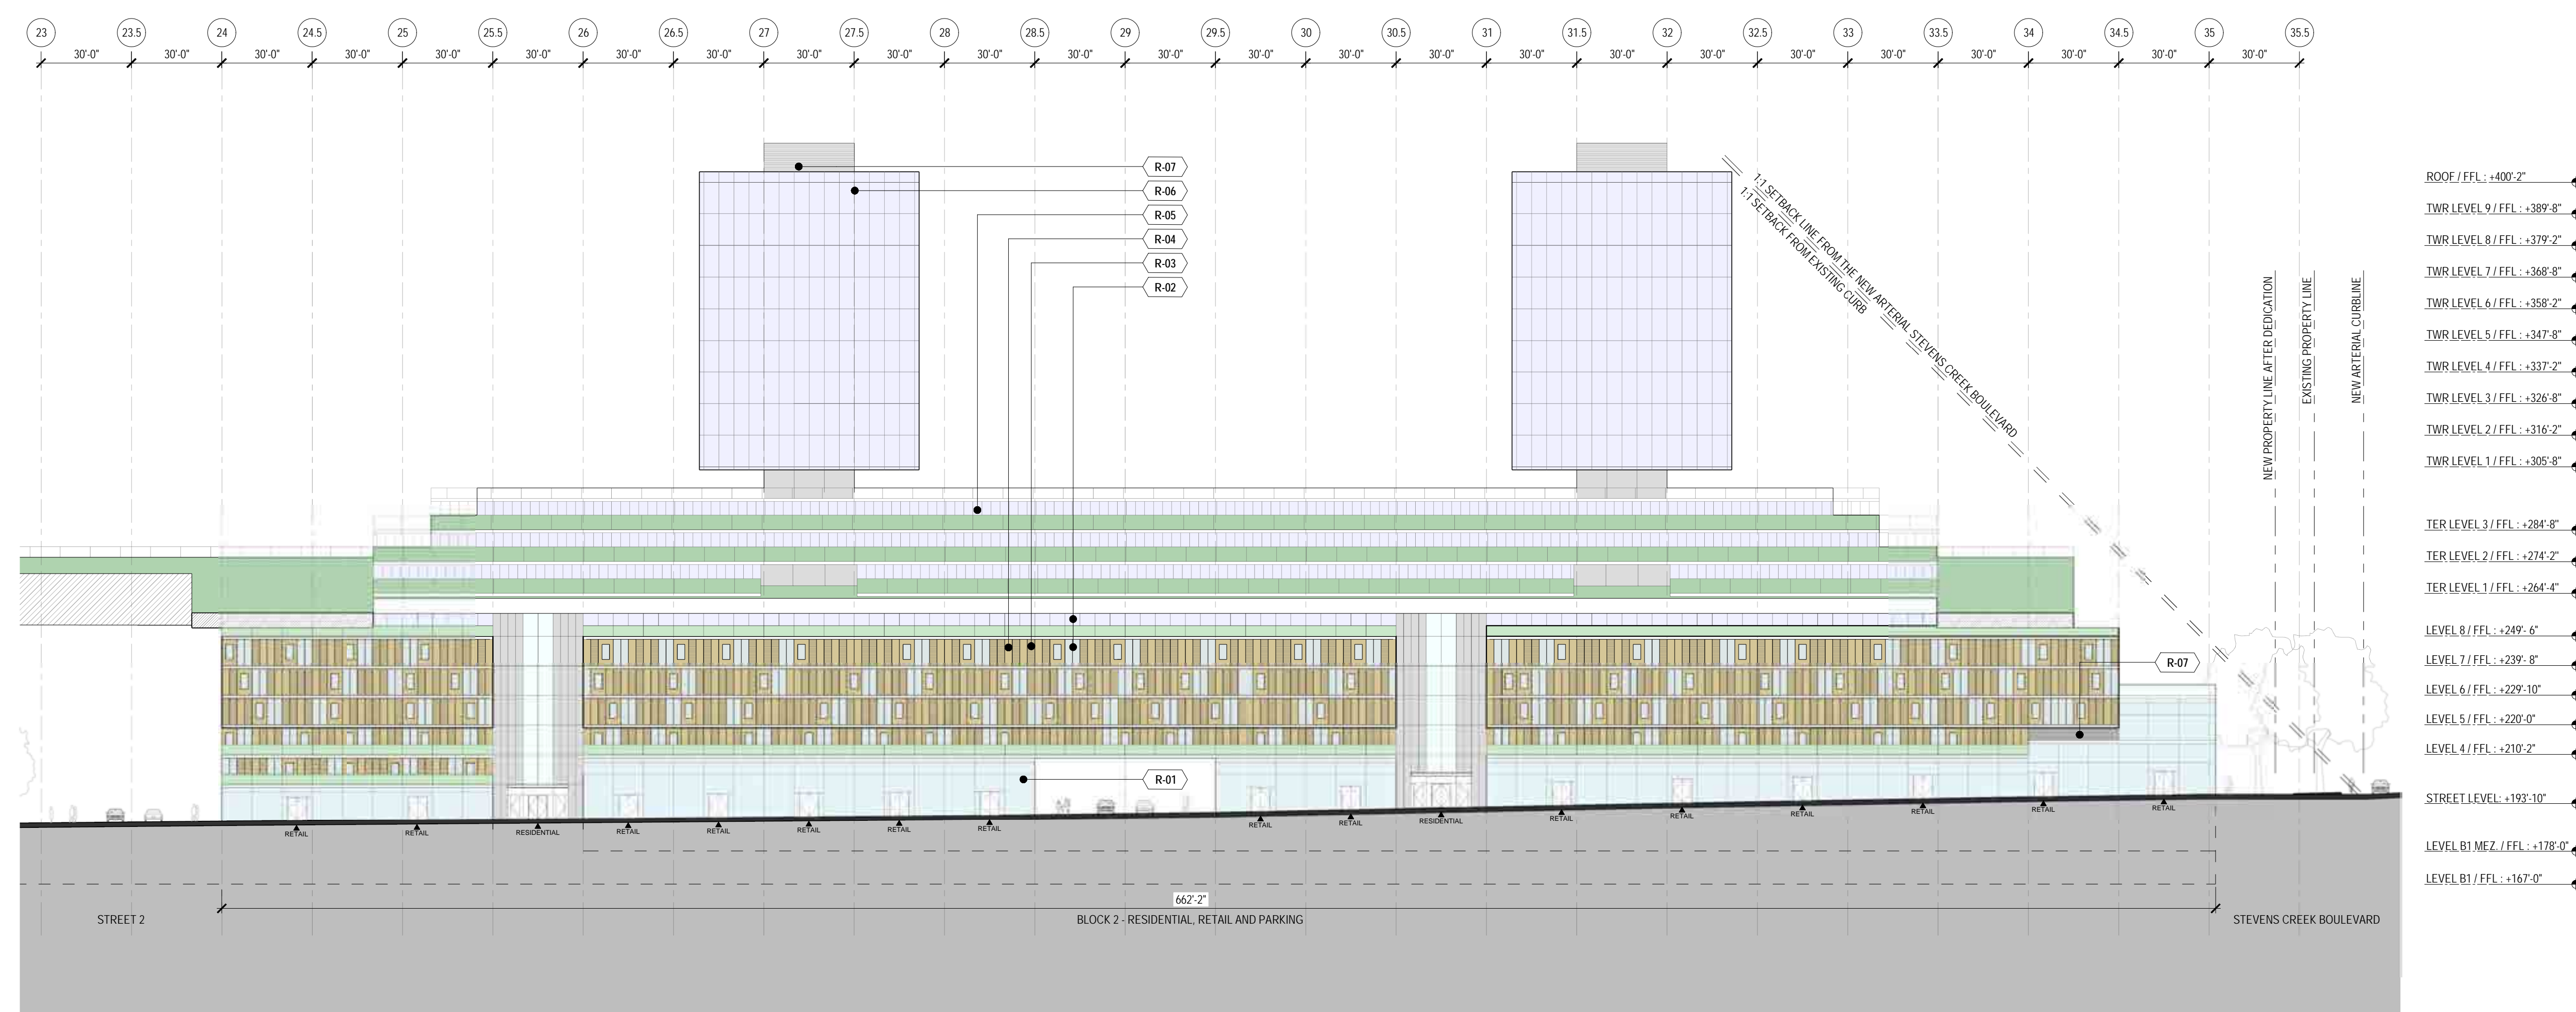 23 23.5 24 24.5 25 25.5 26 26.5 27 27.5 28 28.5 29 29.5 30 30.5 31 31.5 32 32.5 33 33.5 34 34.5 35 35.5
30'-0" 30'-0" 30'-0" 30'-0" 30'-0" 30'-0" 30'-0" 30'-0" 30'-0" 30'-0" 30'-0" 30'-0" 30'-0" 30'-0" 30'-0" 30'-0" 30'-0" 30'-0" 30'-0" 30'-0" 30'-0" 30'-0" 30'-0" 30'-0" 30'-0"
R-07
R-06
R-05
R-04
R-03
R-02
1:1 SETBACK LINE FROM THE NEW ARTERIAL STEVENS CREEK BOULEVARD
1:1 SETBACK FROM EXISTING CURB
NEW PROPERTY LINE AFTER DEDICATION
EXISTING PROPERTY LINE
NEW ARTERIAL CURBLINE
ROOF / FFL : +400'-2"
TWR LEVEL 9 / FFL : +389'-8"
TWR LEVEL 8 / FFL : +379'-2"
TWR LEVEL 7 / FFL : +368'-8"
TWR LEVEL 6 / FFL : +358'-2"
TWR LEVEL 5 / FFL : +347'-8"
TWR LEVEL 4 / FFL : +337'-2"
TWR LEVEL 3 / FFL : +326'-8"
TWR LEVEL 2 / FFL : +316'-2"
TWR LEVEL 1 / FFL : +305'-8"
TER LEVEL 3 / FFL : +284'-8"
TER LEVEL 2 / FFL : +274'-2"
TER LEVEL 1 / FFL : +264'-4"
LEVEL 8 / FFL : +249'- 6"
LEVEL 7 / FFL : +239'- 8"
LEVEL 6 / FFL : +229'-10"
LEVEL 5 / FFL : +220'-0"
LEVEL 4 / FFL : +210'-2"
STREET LEVEL: +193'-10"
LEVEL B1 MEZ. / FFL : +178'-0"
LEVEL B1 / FFL : +167'-0"
R-07
R-01
RETAIL RETAIL RESIDENTIAL RETAIL RETAIL RETAIL RETAIL RETAIL RETAIL RETAIL RESIDENTIAL RETAIL RETAIL RETAIL RETAIL RETAIL RETAIL
662'-2"
STREET 2 BLOCK 2 - RESIDENTIAL, RETAIL AND PARKING STEVENS CREEK BOULEVARD